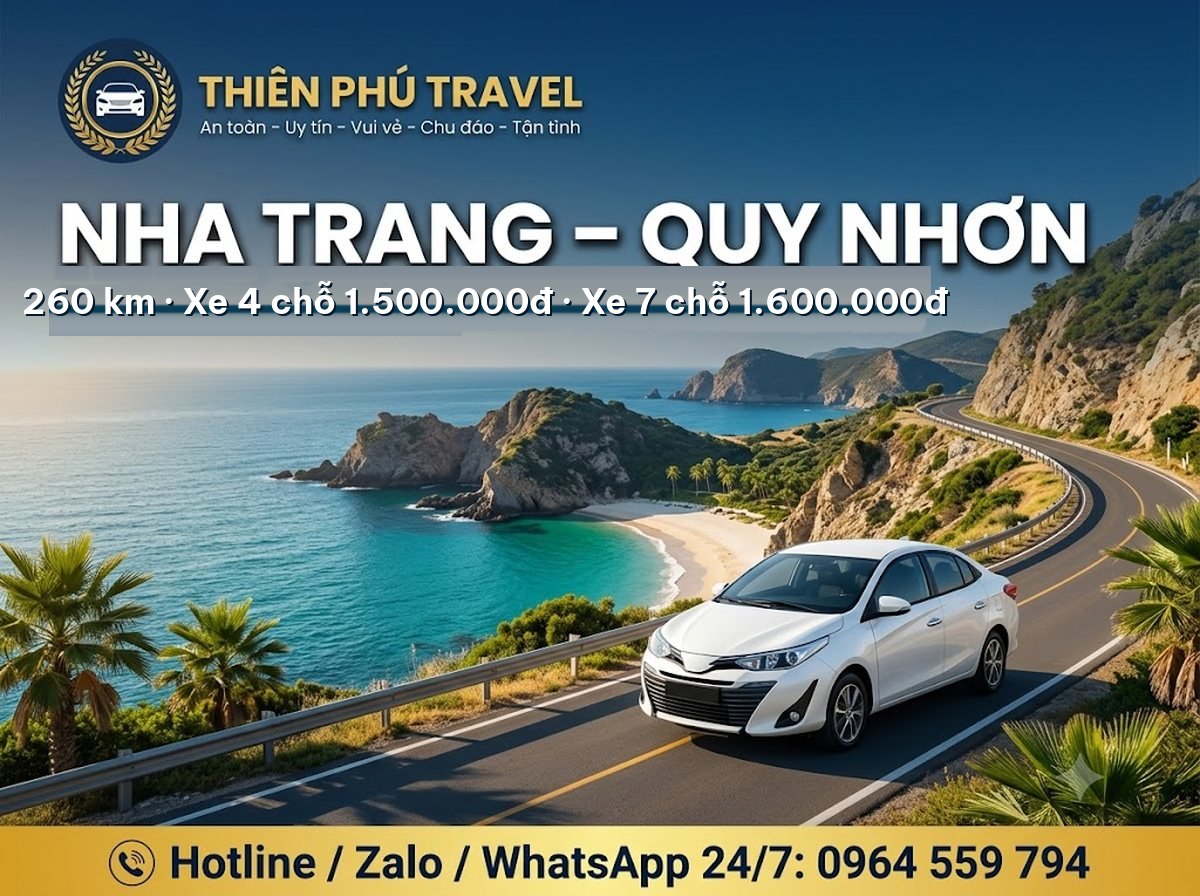 THIÊN PHÚ TRAVEL
An toàn - Uy tín - Vui vẻ - Chu đáo - Tận tình
NHA TRANG – QUY NHƠN
260 km · Xe 4 chỗ 1.500.000đ · Xe 7 chỗ 1.600.000đ
Hotline / Zalo / WhatsApp 24/7: 0964 559 794